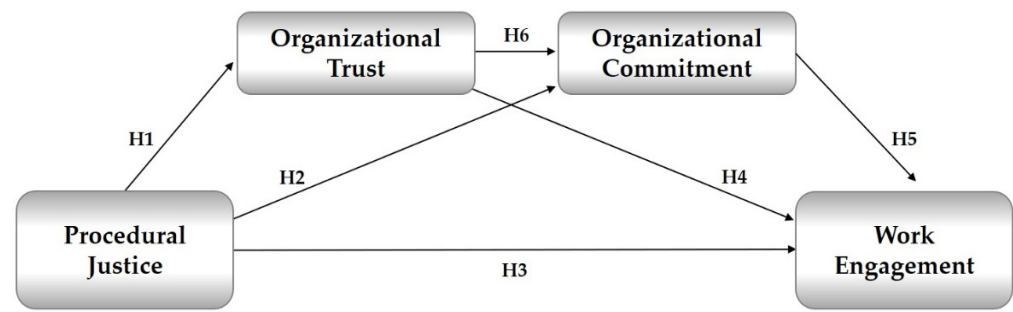 Organizational
Trust
H6
Organizational
Commitment
H1
H5
H2
H4
Procedural
Justice
H3
Work
Engagement